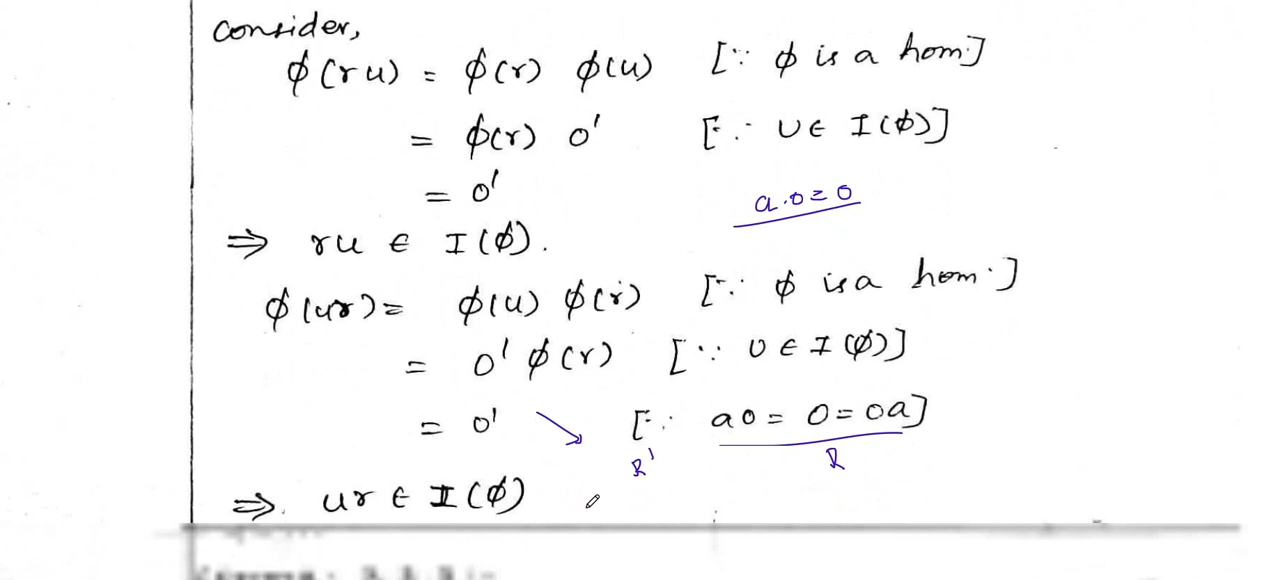 Consider,
ϕ(ru) = ϕ(r) ϕ(u) [∵ ϕ is a hom.]
= ϕ(r) 0' [∵ U ∈ I(ϕ)]
= 0'
a.0=0
⇒ ru ∈ I(ϕ).
ϕ(ur) = ϕ(u) ϕ(r) [∵ ϕ is a hom.]
= 0' ϕ(r) [∵ U ∈ I(ϕ)]
= 0' [∵ a0 = 0 = 0a]
R' R
⇒ ur ∈ I(ϕ)